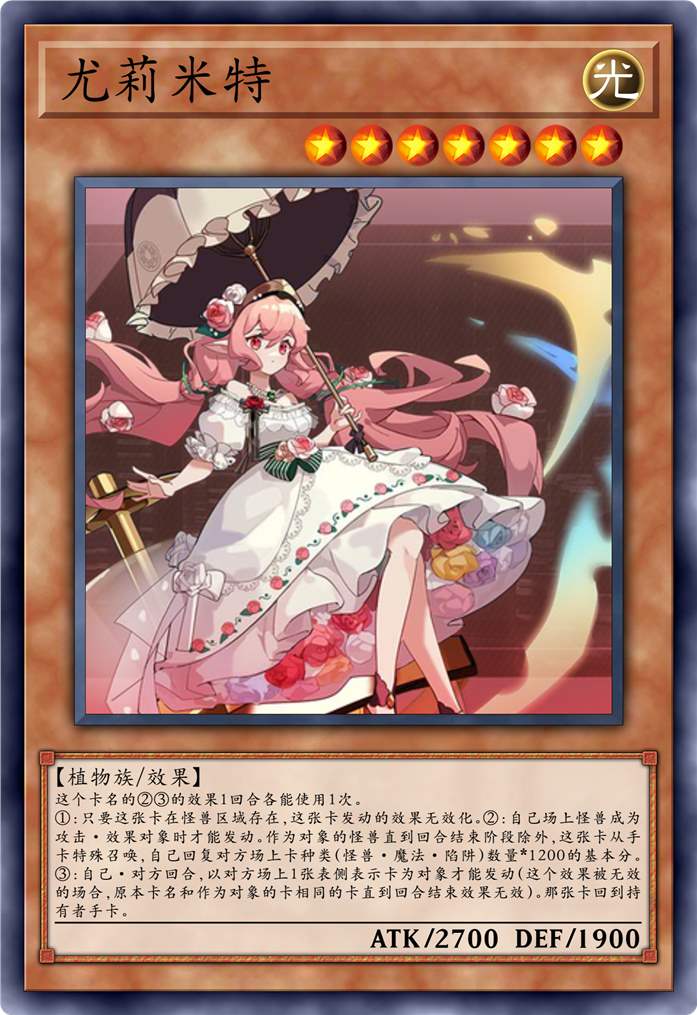 尤莉米特
光
【植物族/效果】
这个卡名的②③的效果1回合各能使用1次。
①:只要这张卡在怪兽区域存在,这张卡发动的效果无效化。②:自己场上怪兽成为
攻击·效果对象时才能发动。作为对象的怪兽直到回合结束阶段除外,这张卡从手
卡特殊召唤,自己回复对方场上卡种类(怪兽·魔法·陷阱)数量*1200的基本分。
③:自己·对方回合,以对方场上1张表侧表示卡为对象才能发动(这个效果被无效
的场合,原本卡名和作为对象的卡相同的卡直到回合结束效果无效)。那张卡回到持
有者手卡。
ATK/2700 DEF/1900